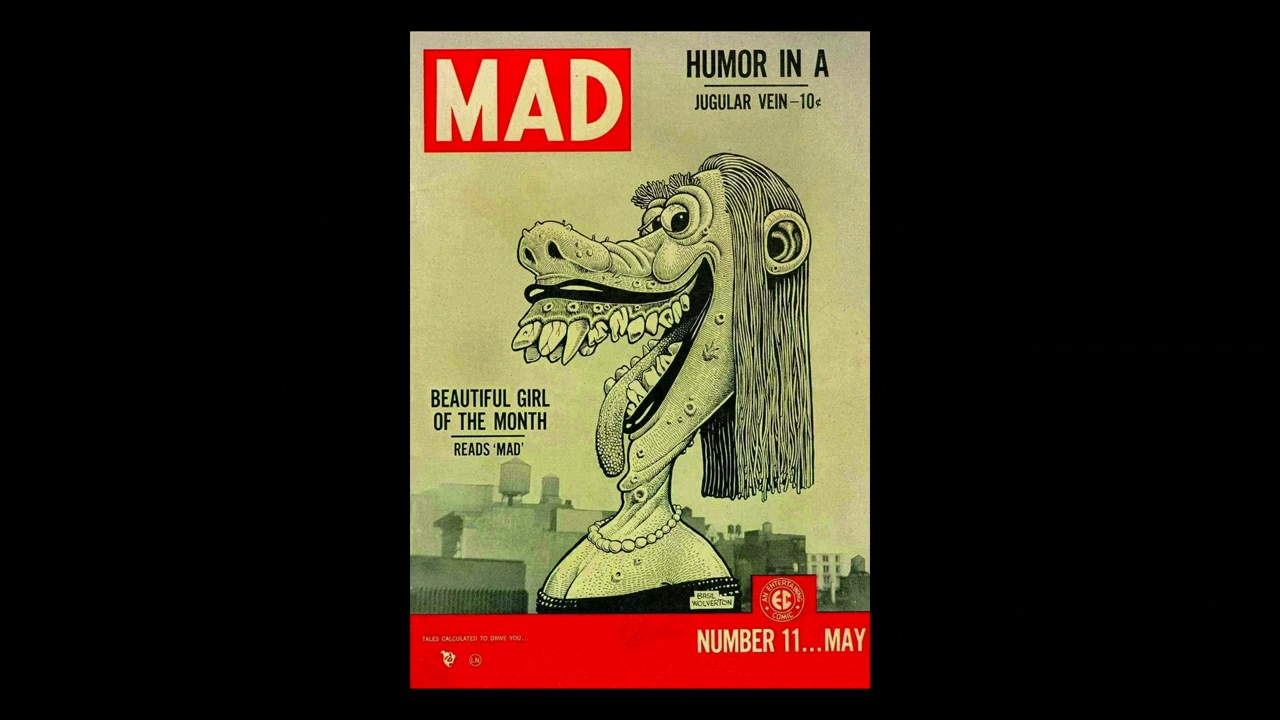 MAD
HUMOR IN A
JUGULAR VEIN–10¢
BEAUTIFUL GIRL
OF THE MONTH
READS ‘MAD’
BASIL
WOLVERTON
AN ENTERTAINING
EC
COMIC
TALES CALCULATED TO DRIVE YOU...
NUMBER 11...MAY
LN